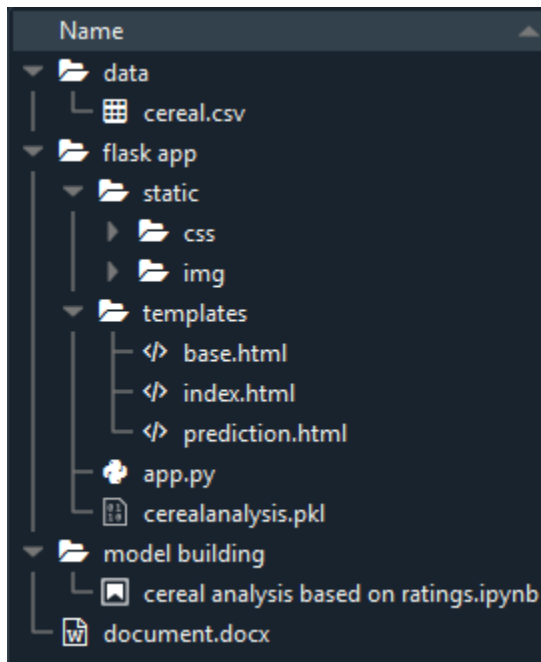 Name
data
cereal.csv
flask app
static
css
img
templates
base.html
index.html
prediction.html
app.py
cerealanalysis.pkl
model building
cereal analysis based on ratings.ipynb
document.docx